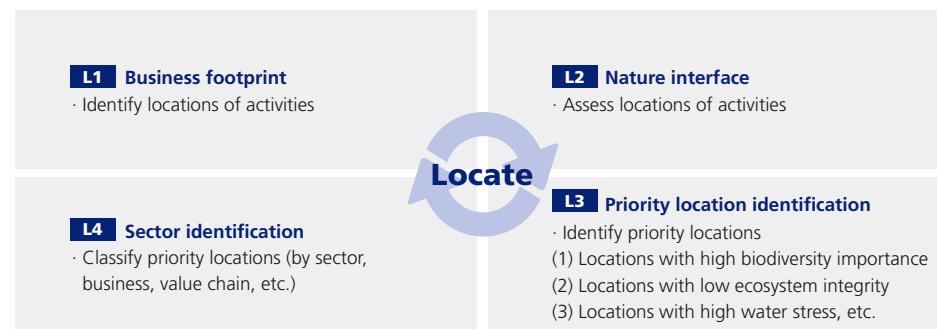 L1 Business footprint
· Identify locations of activities
L2 Nature interface
· Assess locations of activities
Locate
L4 Sector identification
· Classify priority locations (by sector,
business, value chain, etc.)
L3 Priority location identification
· Identify priority locations
(1) Locations with high biodiversity importance
(2) Locations with low ecosystem integrity
(3) Locations with high water stress, etc.